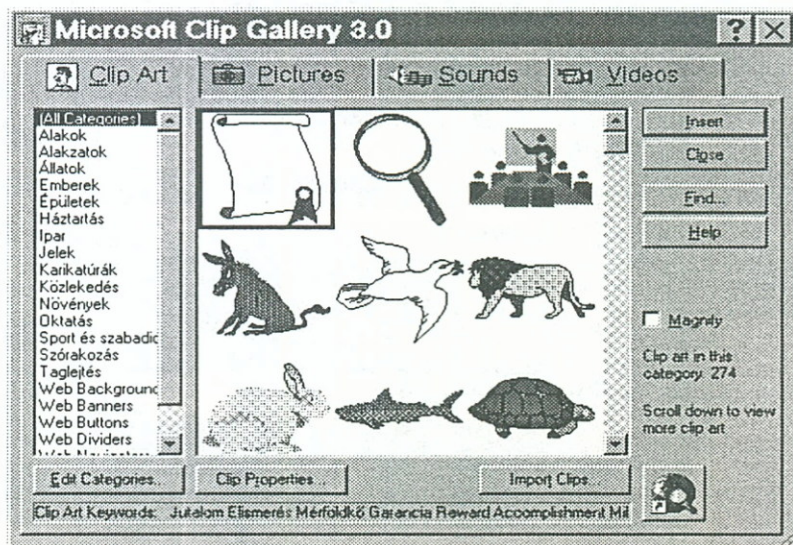 Microsoft Clip Gallery 3.0
Clip Art
Pictures
Sounds
Videos
(All Categories)
Alakok
Alakzatok
Állatok
Emberek
Épületek
Háztartás
Ipar
Jelek
Karikatúrák
Közlekedés
Növények
Oktatás
Sport és szabadic
Szórakozás
Taglejtés
Web Background
Web Banners
Web Buttons
Web Dividers
Insert
Close
Find...
Help
Magnify
Clip art in this
category: 274
Scroll down to view
more clip art
Edit Categories...
Clip Properties...
Import Clips...
Clip Art Keywords: Jutalom Elismerés Mérföldkő Garancia Reward Accomplishment Mil